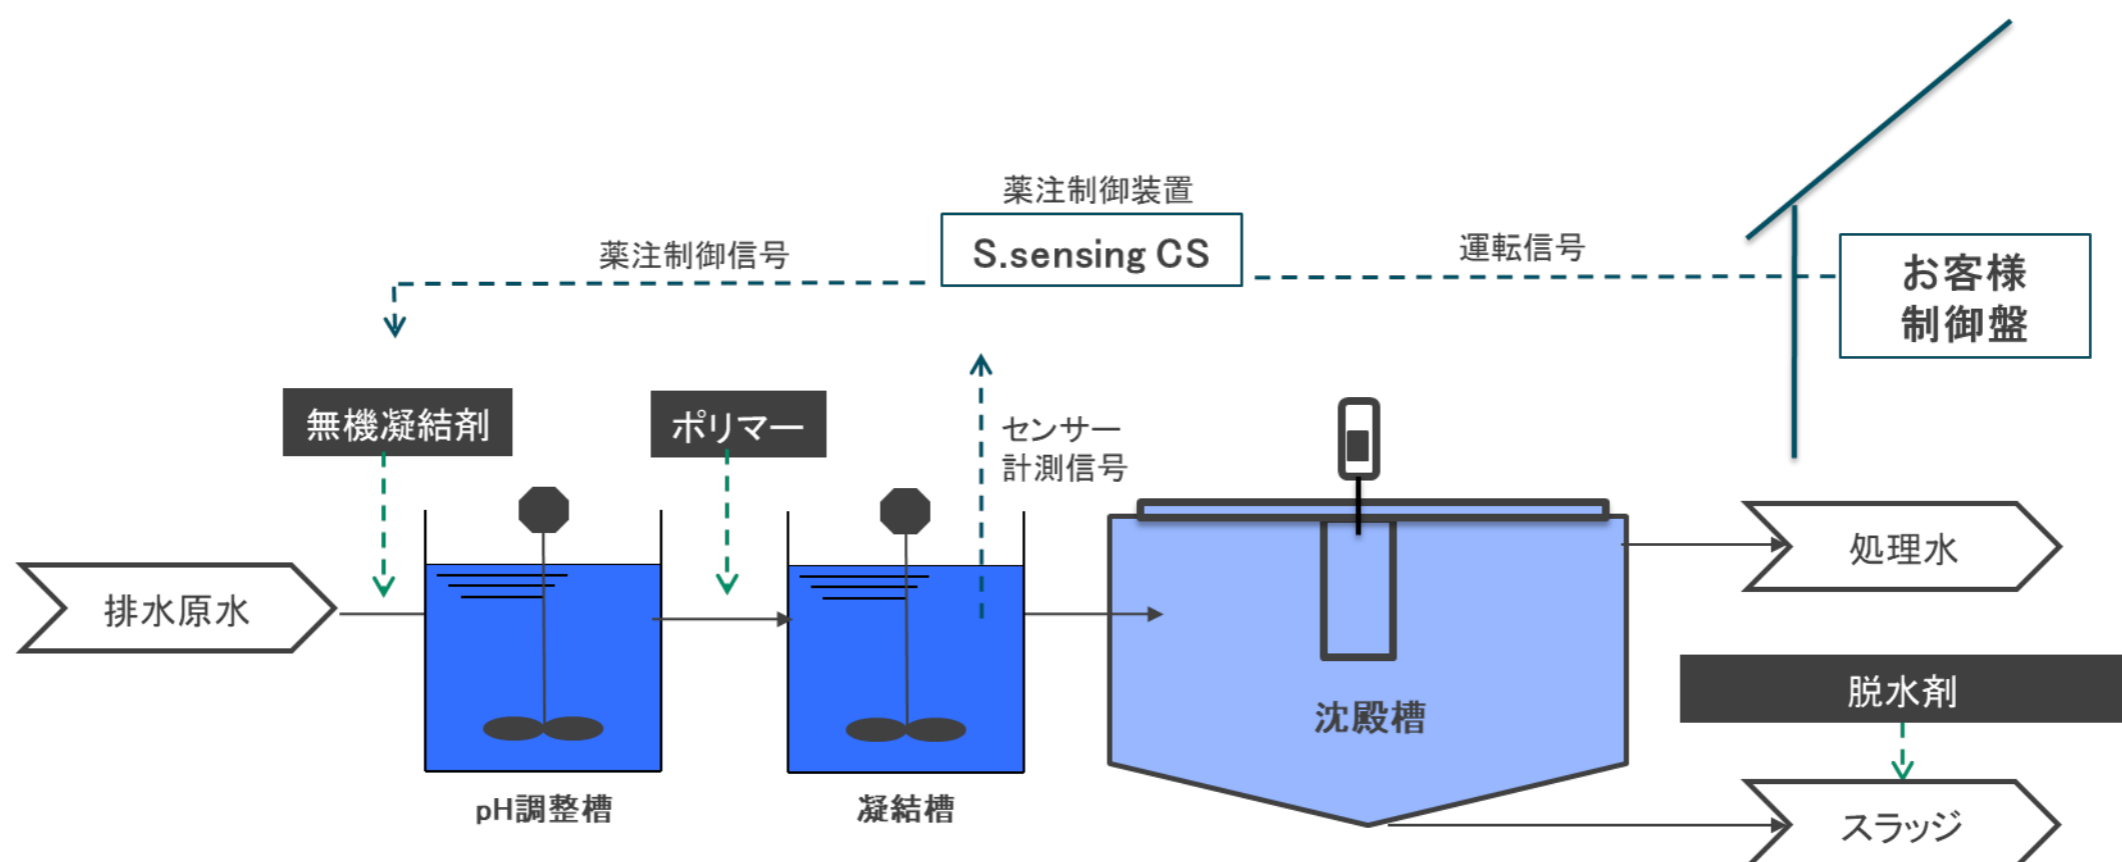 薬注制御装置
S.sensing CS
薬注制御信号
運転信号
お客様
制御盤
無機凝結剤
ポリマー
センサー
計測信号
排水原水
処理水
脱水剤
沈殿槽
pH調整槽
凝結槽
スラッジ